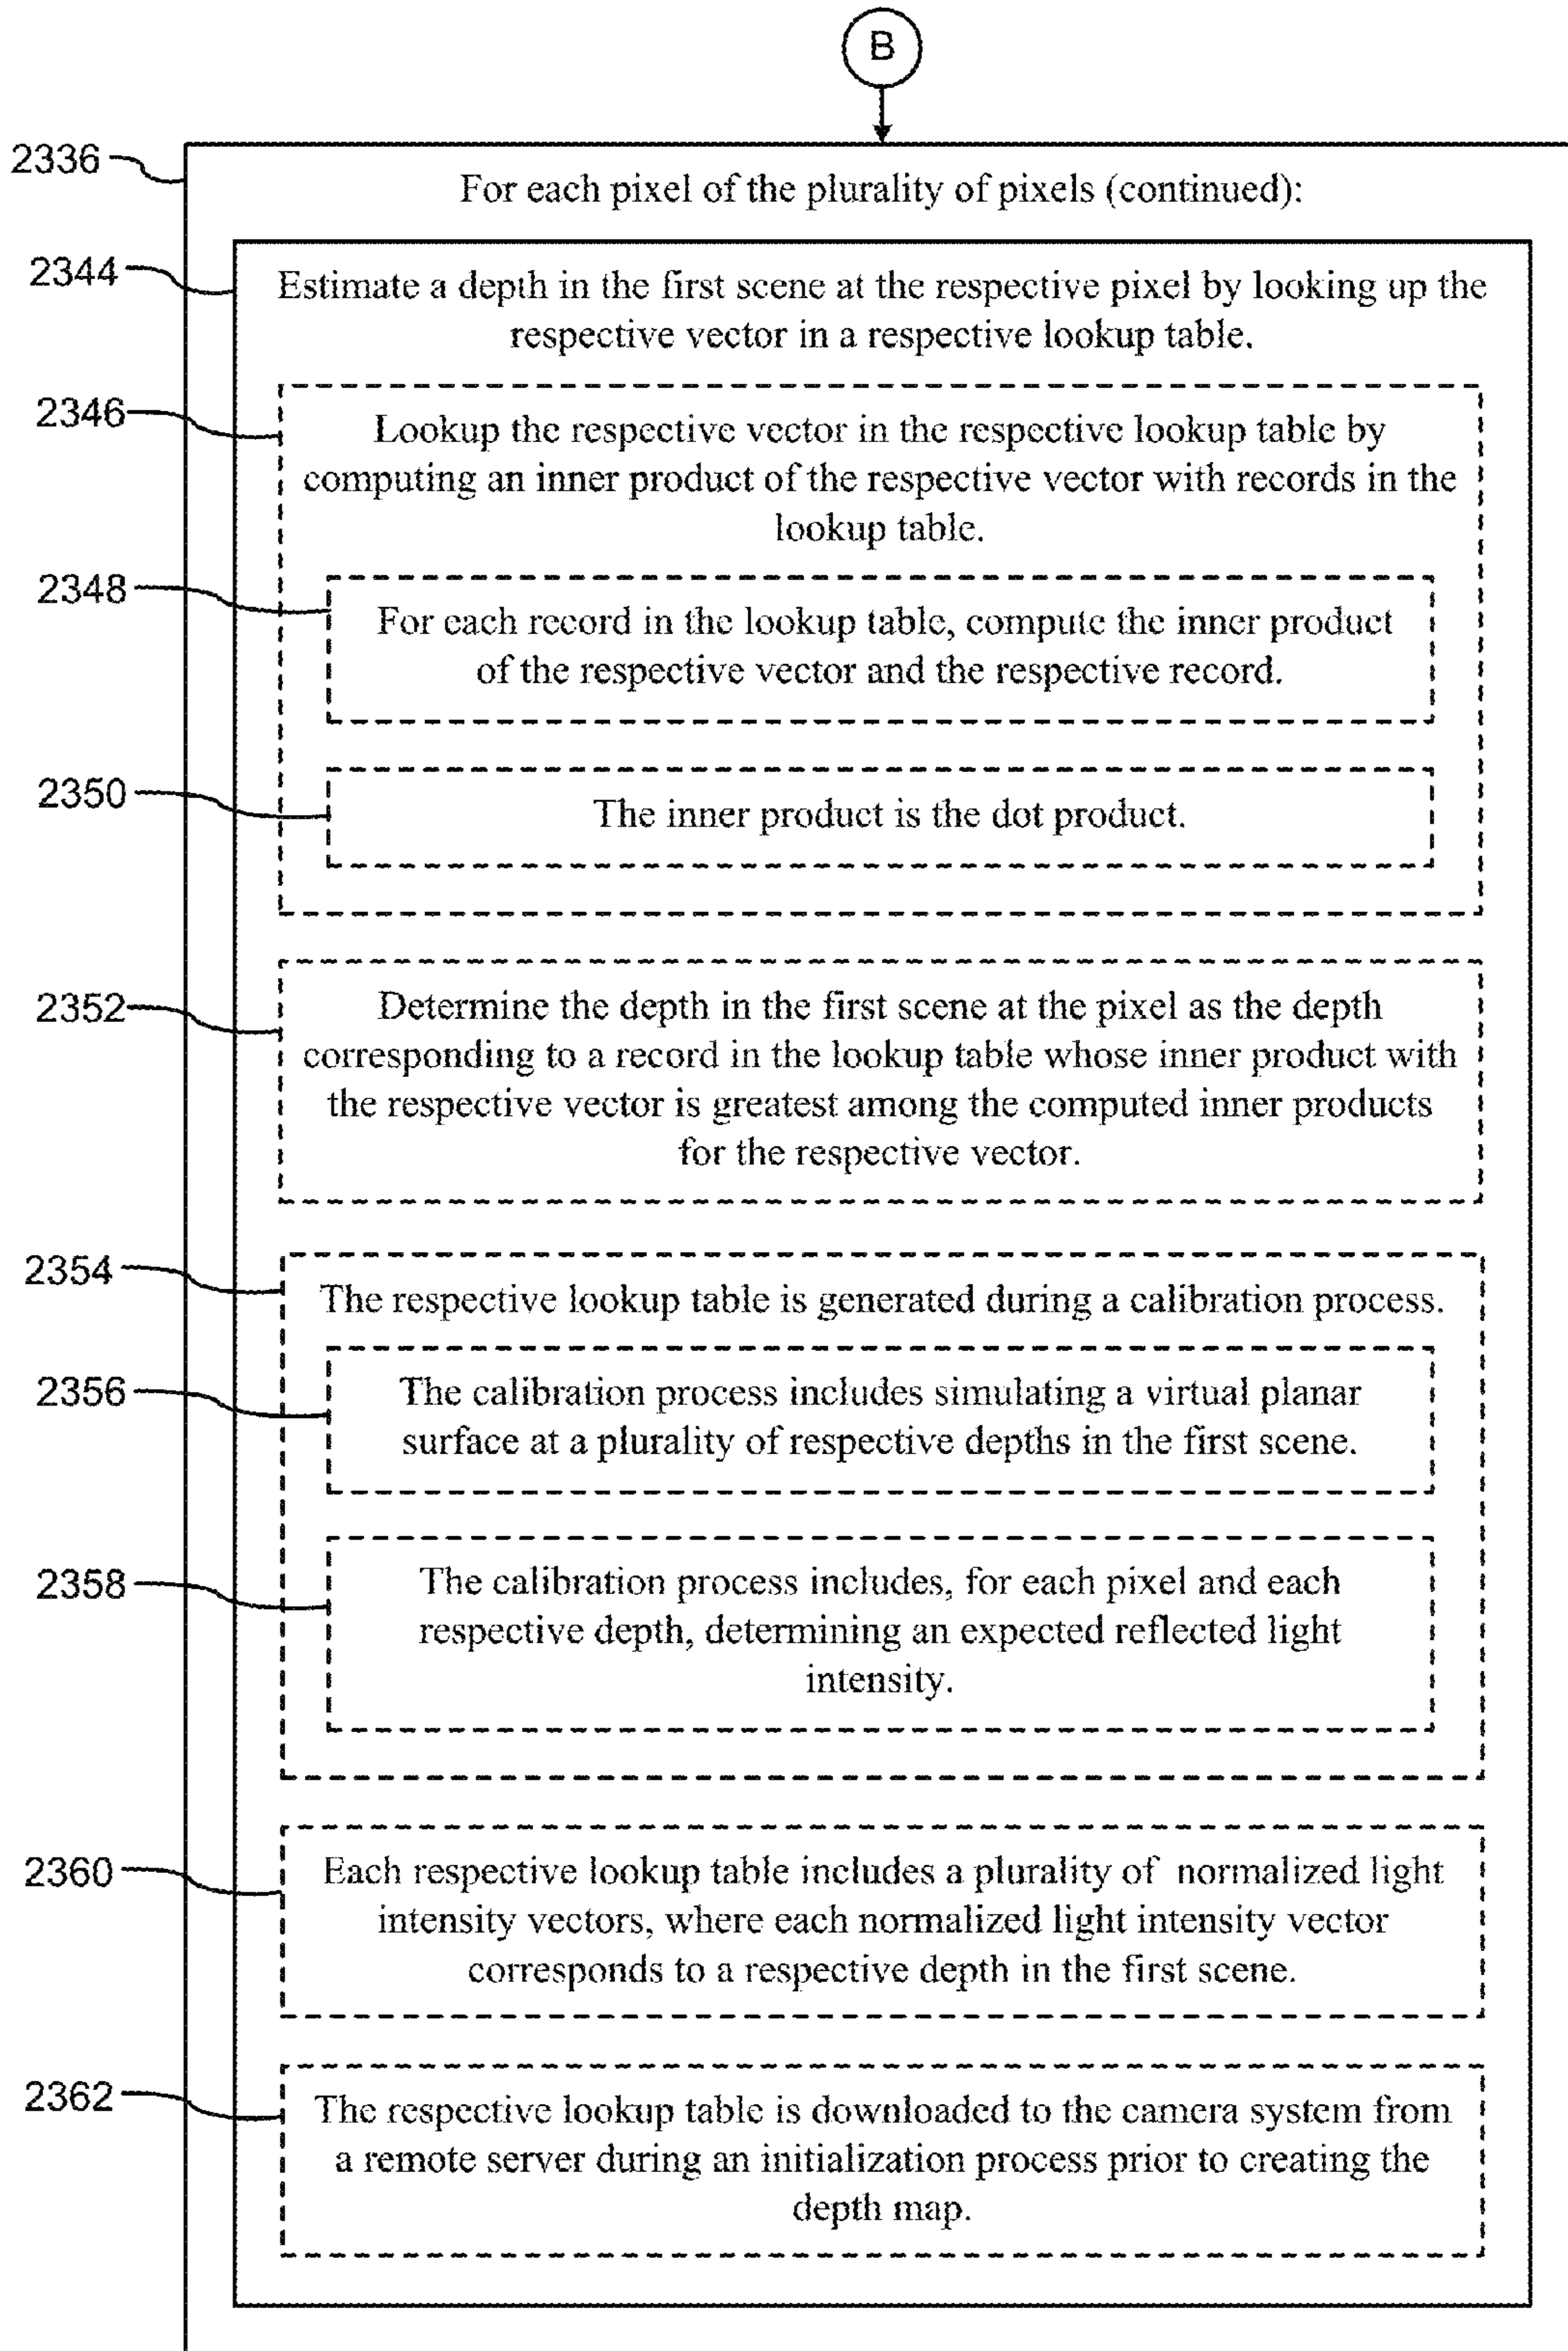 B
2336
For each pixel of the plurality of pixels (continued):
2344
Estimate a depth in the first scene at the respective pixel by looking up the
respective vector in a respective lookup table.
2346
Lookup the respective vector in the respective lookup table by
computing an inner product of the respective vector with records in the
lookup table.
2348
For each record in the lookup table, compute the inner product
of the respective vector and the respective record.
2350
The inner product is the dot product.
2352
Determine the depth in the first scene at the pixel as the depth
corresponding to a record in the lookup table whose inner product with
the respective vector is greatest among the computed inner products
for the respective vector.
2354
The respective lookup table is generated during a calibration process.
2356
The calibration process includes simulating a virtual planar
surface at a plurality of respective depths in the first scene.
2358
The calibration process includes, for each pixel and each
respective depth, determining an expected reflected light
intensity.
2360
Each respective lookup table includes a plurality of normalized light
intensity vectors, where each normalized light intensity vector
corresponds to a respective depth in the first scene.
2362
The respective lookup table is downloaded to the camera system from
a remote server during an initialization process prior to creating the
depth map.